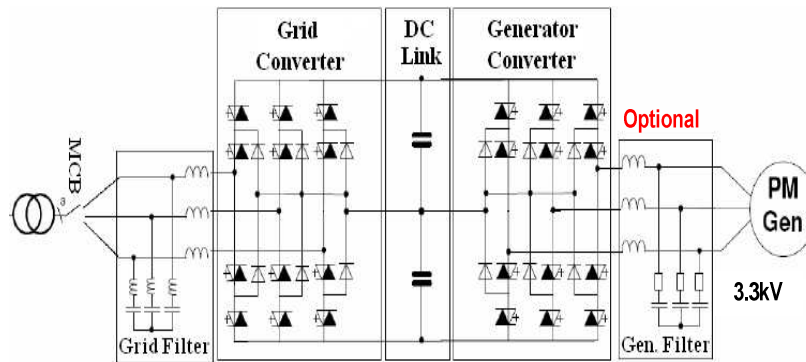 Grid
Converter
DC
Link
Generator
Converter
Optional
MCB
3
PM
Gen
3.3kV
Grid Filter
Gen. Filter